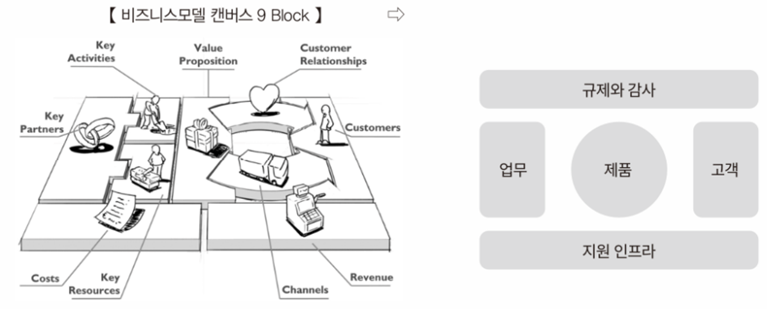 【 비즈니스모델 캔버스 9 Block 】
Key
Activities
Value
Proposition
Customer
Relationships
Key
Partners
Customers
Costs
Key
Resources
Channels
Revenue
규제와 감사
업무
제품
고객
지원 인프라